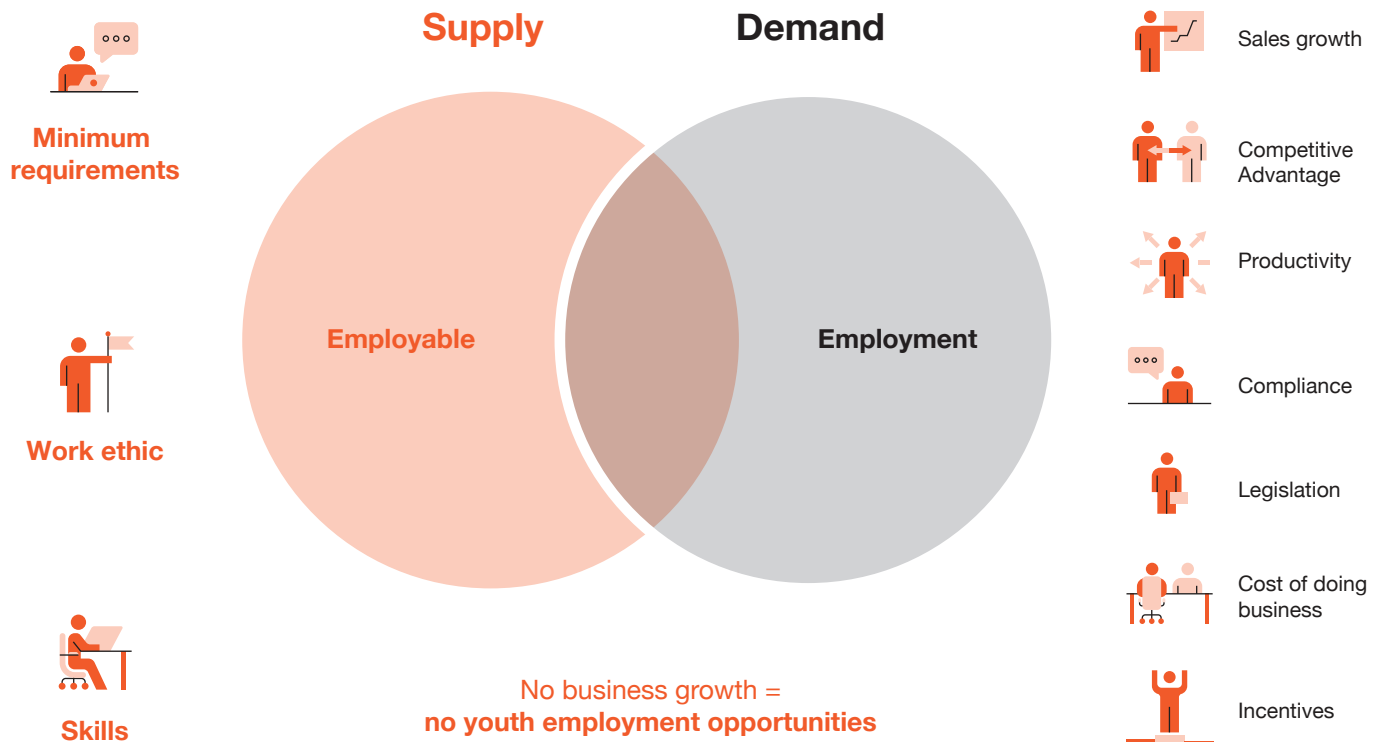 Supply
Demand
Minimum
requirements
Work ethic
Skills
Employable
Employment
No business growth =
no youth employment opportunities
Sales growth
Competitive
Advantage
Productivity
Compliance
Legislation
Cost of doing
business
Incentives